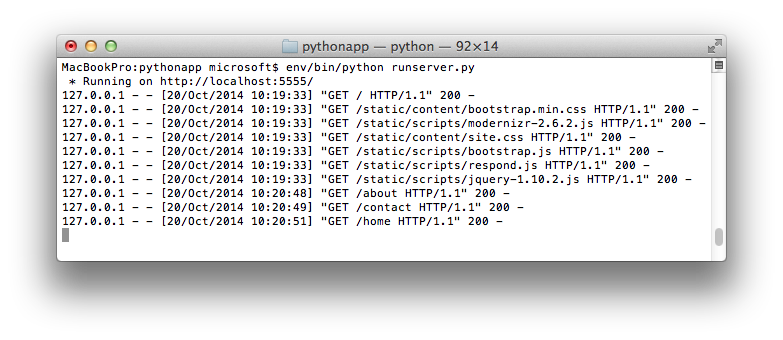 pythonapp — python — 92×14
MacBookPro:pythonapp microsoft$ env/bin/python runserver.py
 * Running on http://localhost:5555/
127.0.0.1 - - [20/Oct/2014 10:19:33] "GET / HTTP/1.1" 200 -
127.0.0.1 - - [20/Oct/2014 10:19:33] "GET /static/content/bootstrap.min.css HTTP/1.1" 200 -
127.0.0.1 - - [20/Oct/2014 10:19:33] "GET /static/scripts/modernizr-2.6.2.js HTTP/1.1" 200 -
127.0.0.1 - - [20/Oct/2014 10:19:33] "GET /static/content/site.css HTTP/1.1" 200 -
127.0.0.1 - - [20/Oct/2014 10:19:33] "GET /static/scripts/bootstrap.js HTTP/1.1" 200 -
127.0.0.1 - - [20/Oct/2014 10:19:33] "GET /static/scripts/respond.js HTTP/1.1" 200 -
127.0.0.1 - - [20/Oct/2014 10:19:33] "GET /static/scripts/jquery-1.10.2.js HTTP/1.1" 200 -
127.0.0.1 - - [20/Oct/2014 10:20:48] "GET /about HTTP/1.1" 200 -
127.0.0.1 - - [20/Oct/2014 10:20:49] "GET /contact HTTP/1.1" 200 -
127.0.0.1 - - [20/Oct/2014 10:20:51] "GET /home HTTP/1.1" 200 -